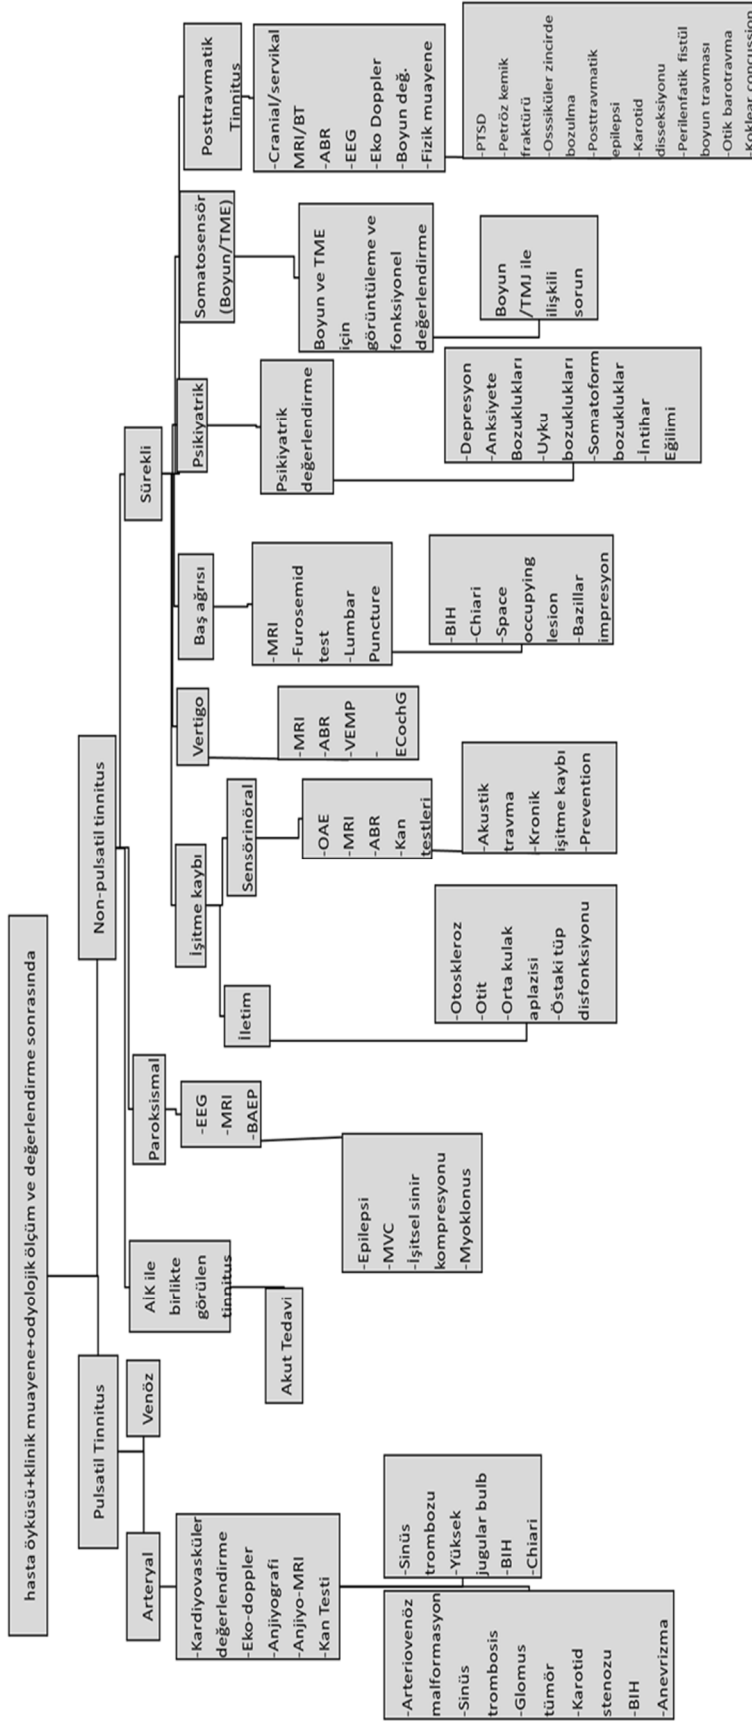 hasta öyküsü+klinik muayene+odyolojik ölçüm ve değerlendirme sonrasında
Pulsatil Tinnitus
Arteryal
Venöz
-Kardiyovasküler
değerlendirme
-Eko-doppler
-Anjiyografi
-Anjiyo-MRI
-Kan Testi
-Arteriovenöz
malformasyon
-Sinüs
trombosis
-Glomus
tümör
-Karotid
stenozu
-BIH
-Anevrizma
-Sinüs
trombozu
-Yüksek
jugular bulb
-BIH
-Chiari
Non-pulsatil tinnitus
AİK ile
birlikte
görülen
tinnitus
Akut Tedavi
Paroksismal
-EEG
-MRI
-BAEP
-Epilepsi
-MVC
-İşitsel sinir
kompresyonu
-Myoklonus
Sürekli
İşitme kaybı
İletim
-Otoskleroz
-Otit
-Orta kulak
aplazisi
-Östaki tüp
disfonksiyonu
Sensörinöral
-OAE
-MRI
-ABR
-Kan
testleri
-Akustik
travma
-Kronik
işitme kaybı
-Prevention
Vertigo
-MRI
-ABR
-VEMP
-
ECochG
Baş ağrısı
-MRI
-Furosemid
test
-Lumbar
Puncture
-BIH
-Chiari
-Space
occupying
lesion
-Bazillar
impresyon
Psikiyatrik
Psikiyatrik
değerlendirme
-Depresyon
-Anksiyete
Bozuklukları
-Uyku
bozuklukları
-Somatoform
bozukluklar
-İntihar
Eğilimi
Somatosensör
(Boyun/TME)
Boyun ve TME
için
görüntüleme ve
fonksiyonel
değerlendirme
Boyun
/TMJ ile
ilişkili
sorun
Posttravmatik
Tinnitus
-Cranial/servikal
MRI/BT
-ABR
-EEG
-Eko Doppler
-Boyun değ.
-Fizik muayene
-PTSD
-Petröz kemik
fraktürü
-Osssiküler zincirde
bozulma
-Posttravmatik
epilepsi
-Karotid
disseksiyonu
-Perilenfatik fistül
boyun travması
-Otik barotravma
-Koklear concussion